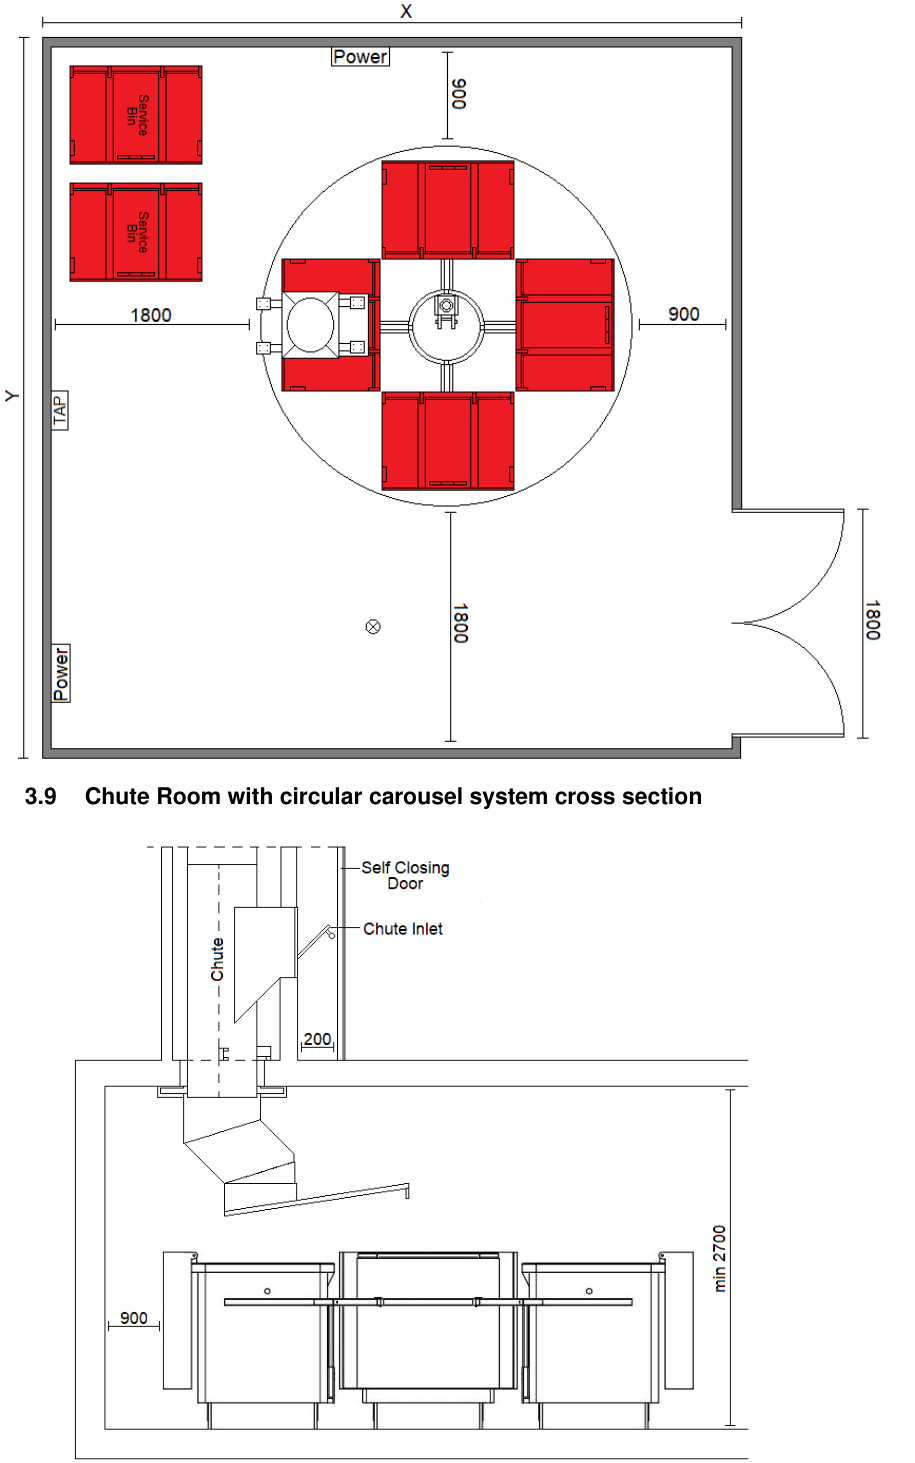 X
Power
900
Service
Bin
Service
Bin
1800
900
Y
TAP
1800
1800
Power
3.9 Chute Room with circular carousel system cross section
Self Closing
Door
Chute Inlet
Chute
200
min 2700
900